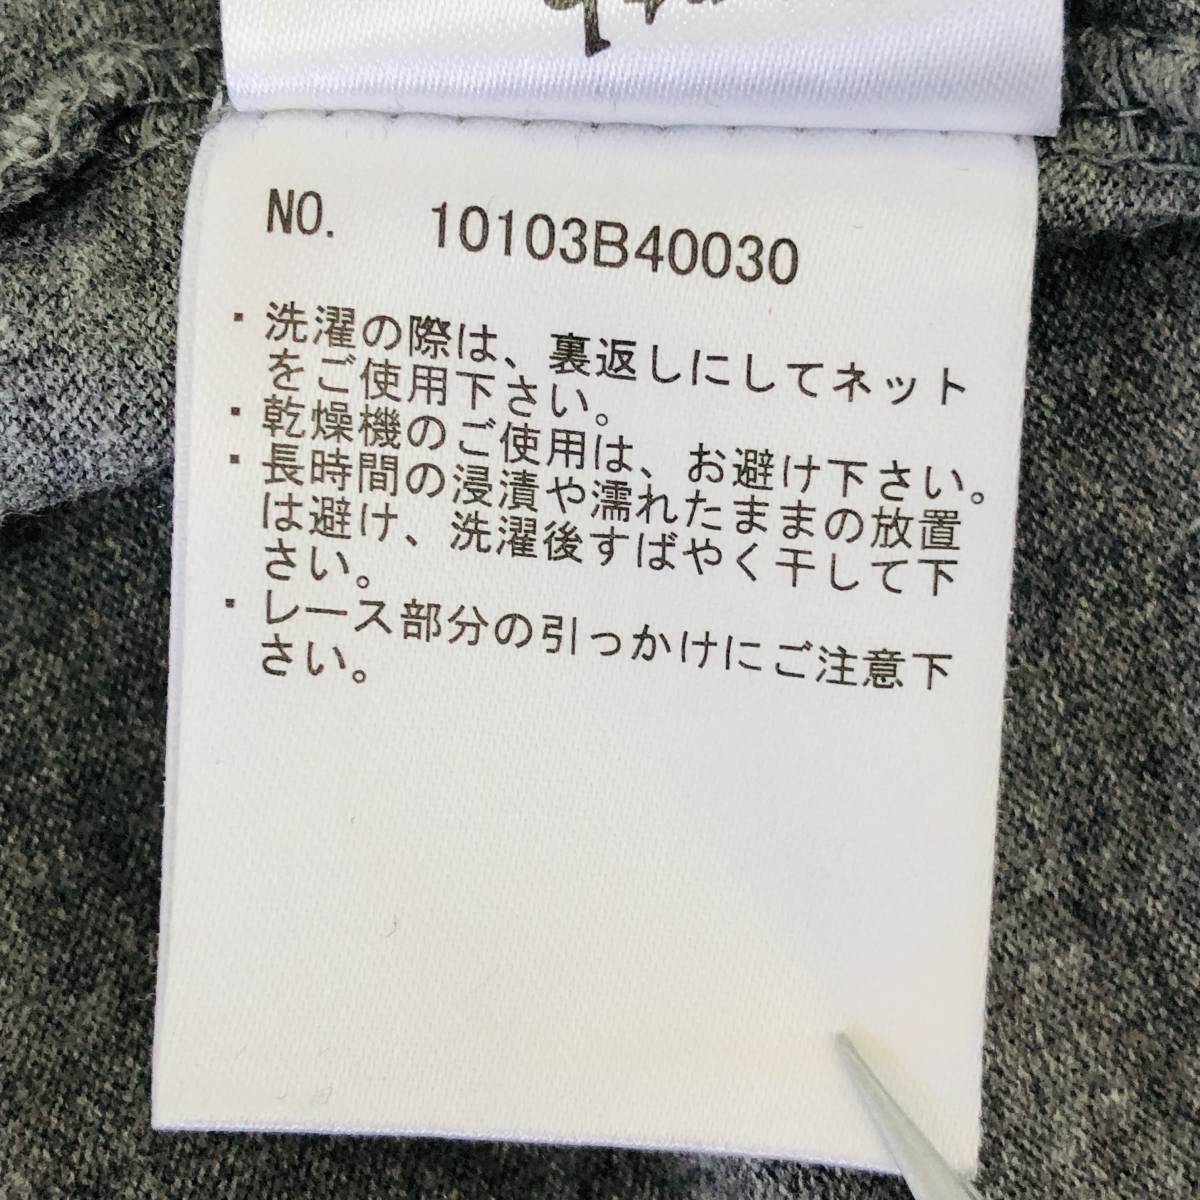 NO. 10103B40030
・洗濯の際は、裏返しにしてネット
をご使用下さい。
・乾燥機のご使用は、お避け下さい。
・長時間の浸漬や濡れたままの放置
は避け、洗濯後すばやく干して下
さい。
・レース部分の引っかけにご注意下
さい。